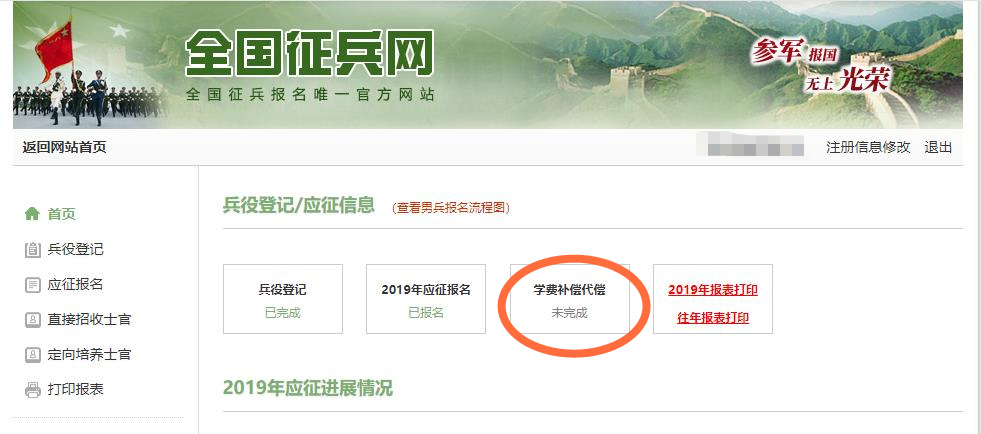 全国征兵网
全国征兵报名唯一官方网站
参军 报国
无上 光荣
返回网站首页
注册信息修改 退出
首页
兵役登记
应征报名
直接招收士官
定向培养士官
打印报表
兵役登记/应征信息 (查看男兵报名流程图)
兵役登记
已完成
2019年应征报名
已报名
学费补偿代偿
未完成
2019年报表打印
往年报表打印
2019年应征进展情况